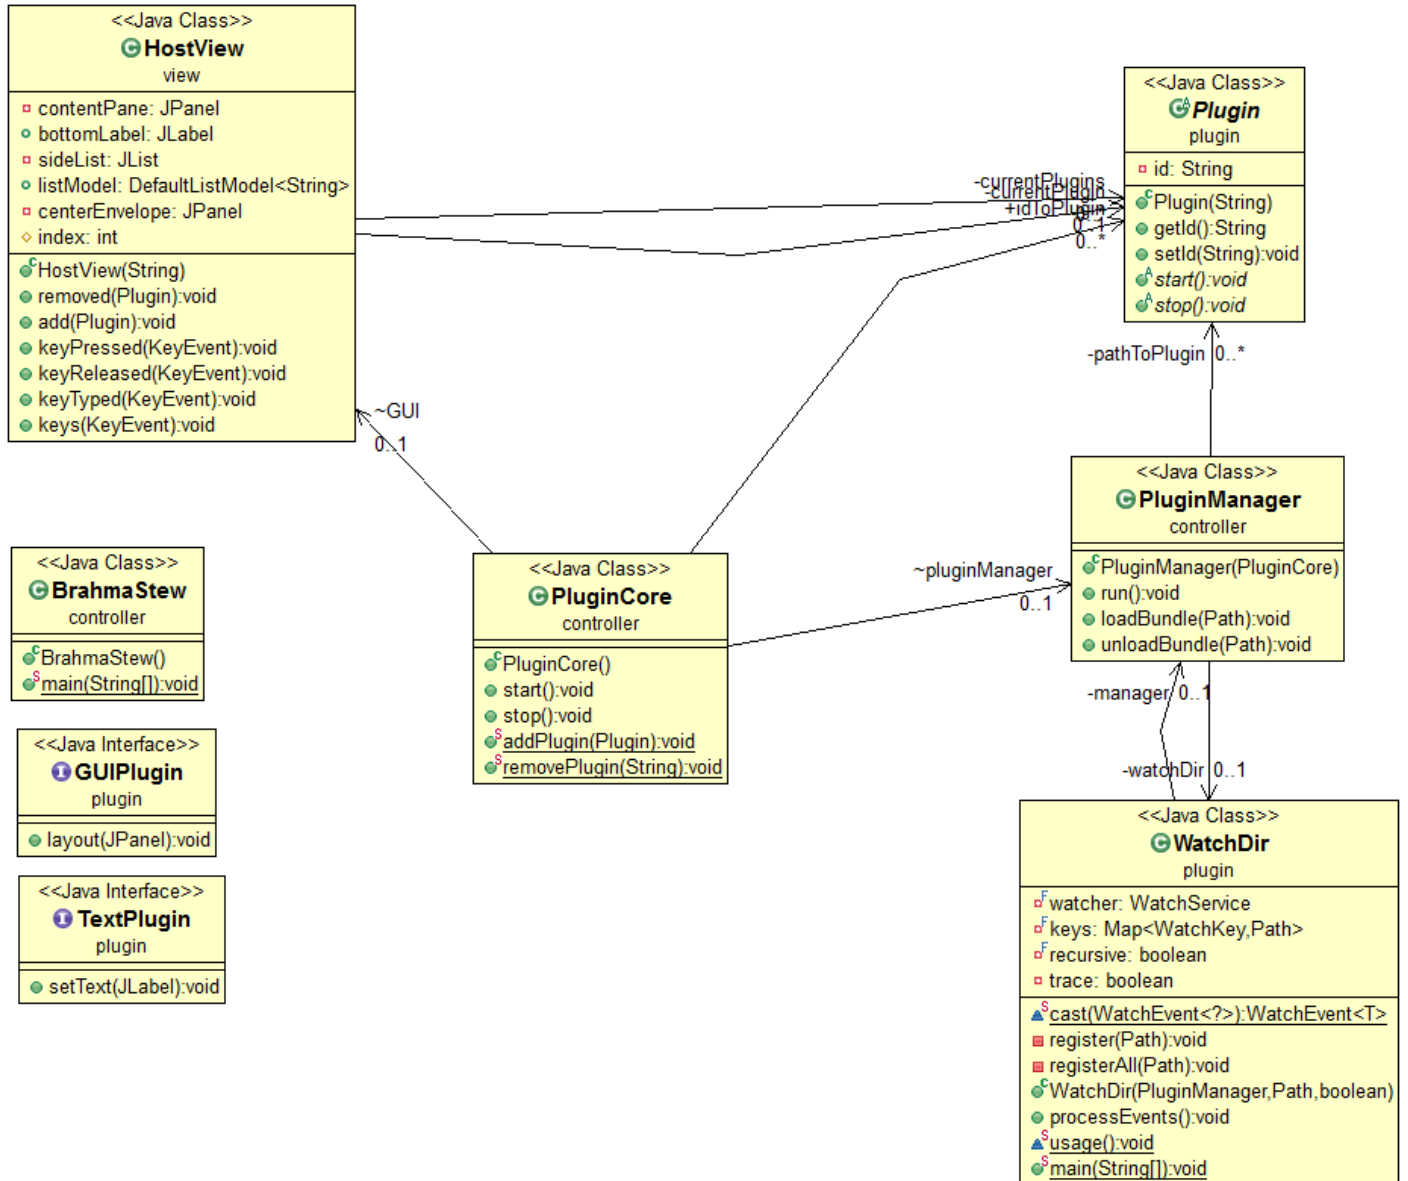 <<Java Class>>
HostView
view
contentPane: JPanel
bottomLabel: JLabel
sideList: JList
listModel: DefaultListModel<String>
centerEnvelope: JPanel
index: int
HostView(String)
removed(Plugin):void
add(Plugin):void
keyPressed(KeyEvent):void
keyReleased(KeyEvent):void
keyTyped(KeyEvent):void
keys(KeyEvent):void
<<Java Class>>
Plugin
plugin
id: String
Plugin(String)
getId():String
setId(String):void
start():void
stop():void
-currentPlugins
-currentPlugin
+idToPlugin
0..1
0..*
-pathToPlugin 0..*
~GUI
0..1
<<Java Class>>
PluginManager
controller
PluginManager(PluginCore)
run():void
loadBundle(Path):void
unloadBundle(Path):void
<<Java Class>>
BrahmaStew
controller
BrahmaStew()
main(String[]):void
<<Java Class>>
PluginCore
controller
PluginCore()
start():void
stop():void
addPlugin(Plugin):void
removePlugin(String):void
~pluginManager
0..1
-manager 0..1
-watchDir 0..1
<<Java Interface>>
GUIPlugin
plugin
layout(JPanel):void
<<Java Interface>>
TextPlugin
plugin
setText(JLabel):void
<<Java Class>>
WatchDir
plugin
watcher: WatchService
keys: Map<WatchKey,Path>
recursive: boolean
trace: boolean
cast(WatchEvent<?>):WatchEvent<T>
register(Path):void
registerAll(Path):void
WatchDir(PluginManager,Path,boolean)
processEvents():void
usage():void
main(String[]):void